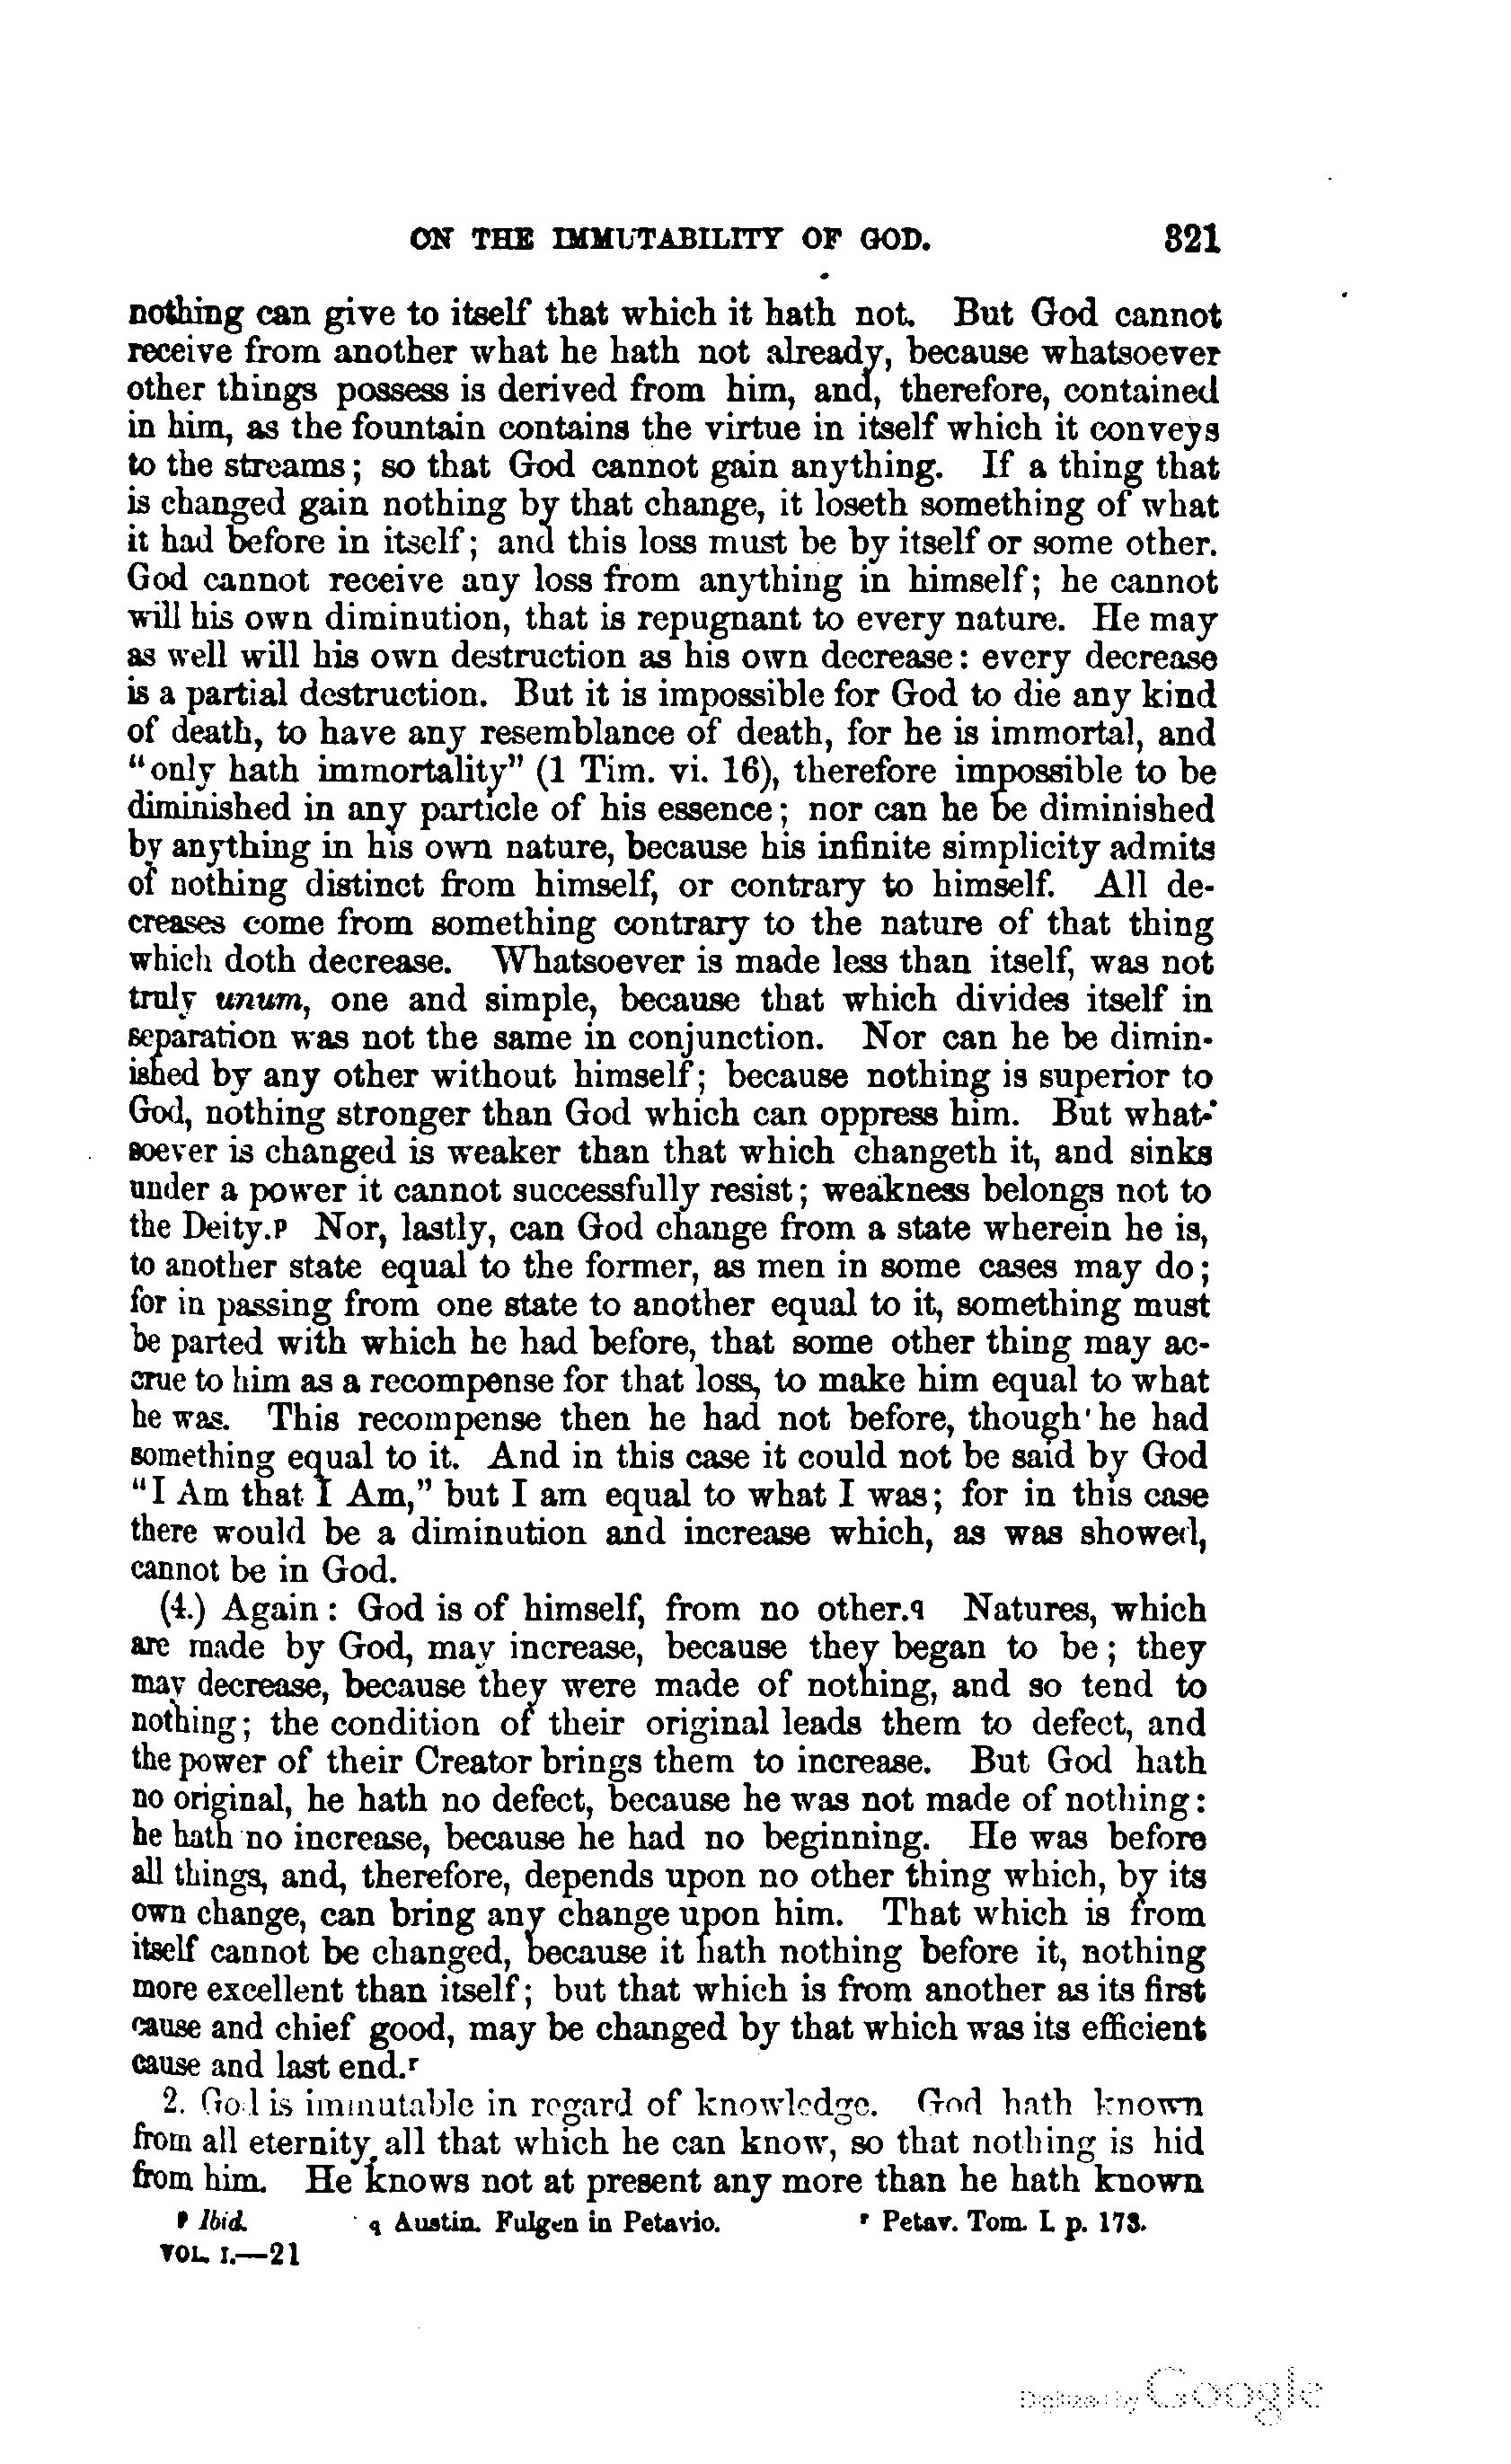 ON THE IMMUTABILITY OF GOD. 321
nothing can give to itself that which it hath not. But God cannot
receive from another what he hath not already, because whatsoever
other things possess is derived from him, and, therefore, contained
in him, as the fountain contains the virtue in itself which it conveys
to the streams; so that God cannot gain anything. If a thing that
is changed gain nothing by that change, it loseth something of what
it had before in itself; and this loss must be by itself or some other.
God cannot receive any loss from anything in himself; he cannot
will his own diminution, that is repugnant to every nature. He may
as well will his own destruction as his own decrease: every decrease
is a partial destruction. But it is impossible for God to die any kind
of death, to have any resemblance of death, for he is immortal, and
"only hath immortality" (1 Tim. vi. 16), therefore impossible to be
diminished in any particle of his essence; nor can he be diminished
by anything in his own nature, because his infinite simplicity admits
of nothing distinct from himself, or contrary to himself. All de-
creases come from something contrary to the nature of that thing
which doth decrease. Whatsoever is made less than itself, was not
truly unum, one and simple, because that which divides itself in
separation was not the same in conjunction. Nor can he be dimin-
ished by any other without himself; because nothing is superior to
God, nothing stronger than God which can oppress him. But what-
soever is changed is weaker than that which changeth it, and sinks
under a power it cannot successfully resist; weakness belongs not to
the Deity.p Nor, lastly, can God change from a state wherein he is,
to another state equal to the former, as men in some cases may do;
for in passing from one state to another equal to it, something must
be parted with which he had before, that some other thing may ac-
crue to him as a recompense for that loss, to make him equal to what
he was. This recompense then he had not before, though he had
something equal to it. And in this case it could not be said by God
"I Am that I Am," but I am equal to what I was; for in this case
there would be a diminution and increase which, as was showed,
cannot be in God.
(4.) Again: God is of himself, from no other.q Natures, which
are made by God, may increase, because they began to be; they
may decrease, because they were made of nothing, and so tend to
nothing; the condition of their original leads them to defect, and
the power of their Creator brings them to increase. But God hath
no original, he hath no defect, because he was not made of nothing:
he hath no increase, because he had no beginning. He was before
all things, and, therefore, depends upon no other thing which, by its
own change, can bring any change upon him. That which is from
itself cannot be changed, because it hath nothing before it, nothing
more excellent than itself; but that which is from another as its first
cause and chief good, may be changed by that which was its efficient
cause and last end.r
2. God is immutable in regard of knowledge. God hath known
from all eternity all that which he can know, so that nothing is hid
from him. He knows not at present any more than he hath known
p Ibid. q Austin. Fulgen in Petavio. r Petav. Tom. I. p. 173.
VOL. I.—21
Digitized by Google